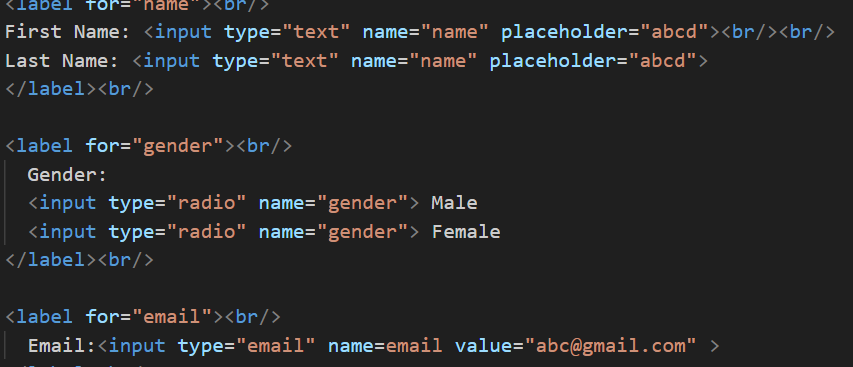 <label for="name"><br/>
First Name: <input type="text" name="name" placeholder="abcd"><br/><br/>
Last Name: <input type="text" name="name" placeholder="abcd">
</label><br/>
<label for="gender"><br/>
Gender:
<input type="radio" name="gender"> Male
<input type="radio" name="gender"> Female
</label><br/>
<label for="email"><br/>
Email:<input type="email" name=email value="abc@gmail.com" >